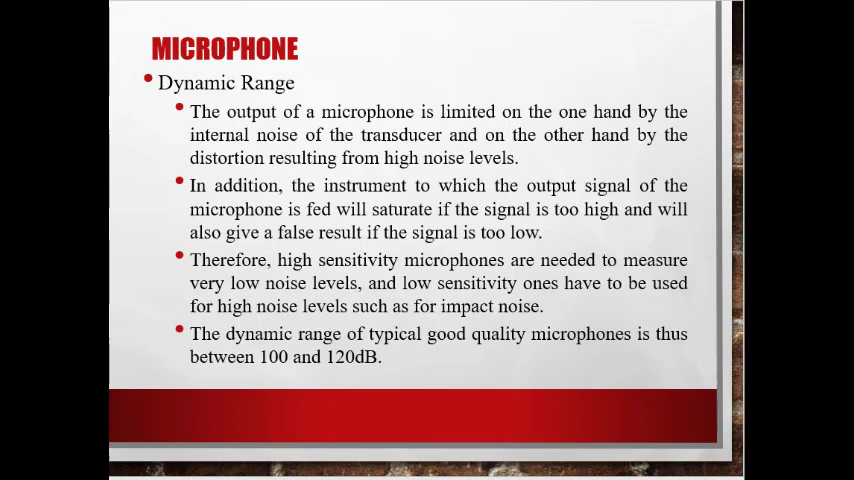 MICROPHONE
Dynamic Range
The output of a microphone is limited on the one hand by the
internal noise of the transducer and on the other hand by the
distortion resulting from high noise levels.
In addition, the instrument to which the output signal of the
microphone is fed will saturate if the signal is too high and will
also give a false result if the signal is too low.
Therefore, high sensitivity microphones are needed to measure
very low noise levels, and low sensitivity ones have to be used
for high noise levels such as for impact noise.
The dynamic range of typical good quality microphones is thus
between 100 and 120dB.